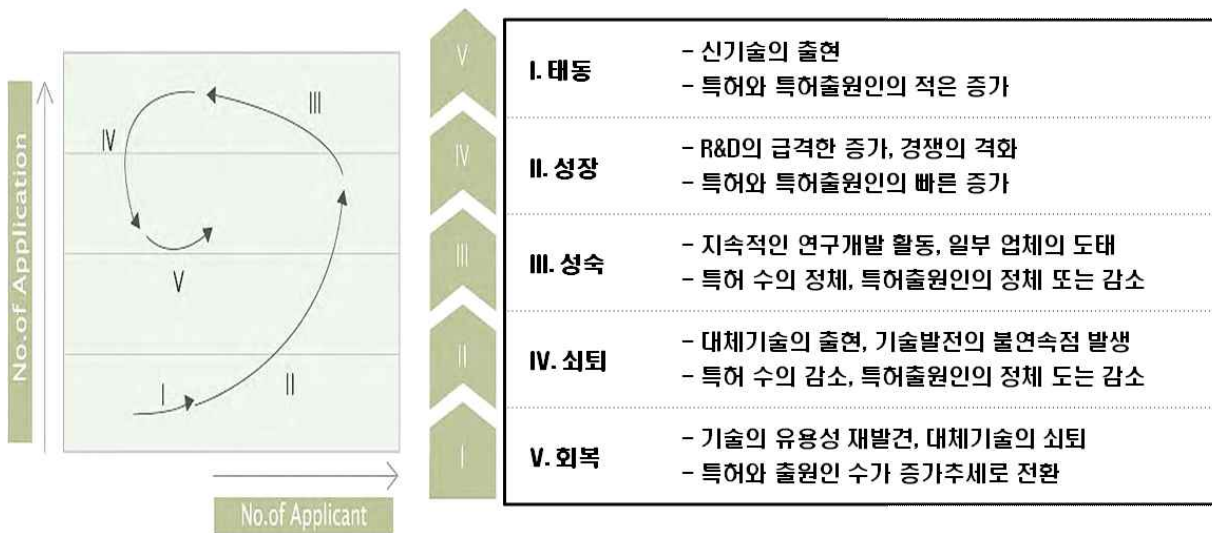 No.of Application
No.of Applicant
I
II
III
IV
V
V
IV
III
II
I
I. 태동
- 신기술의 출현
- 특허와 특허출원인의 적은 증가
II. 성장
- R&D의 급격한 증가, 경쟁의 격화
- 특허와 특허출원인의 빠른 증가
III. 성숙
- 지속적인 연구개발 활동, 일부 업체의 도태
- 특허 수의 정체, 특허출원인의 정체 또는 감소
IV. 쇠퇴
- 대체기술의 출현, 기술발전의 불연속점 발생
- 특허 수의 감소, 특허출원인의 정체 도는 감소
V. 회복
- 기술의 유용성 재발견, 대체기술의 쇠퇴
- 특허와 출원인 수가 증가추세로 전환